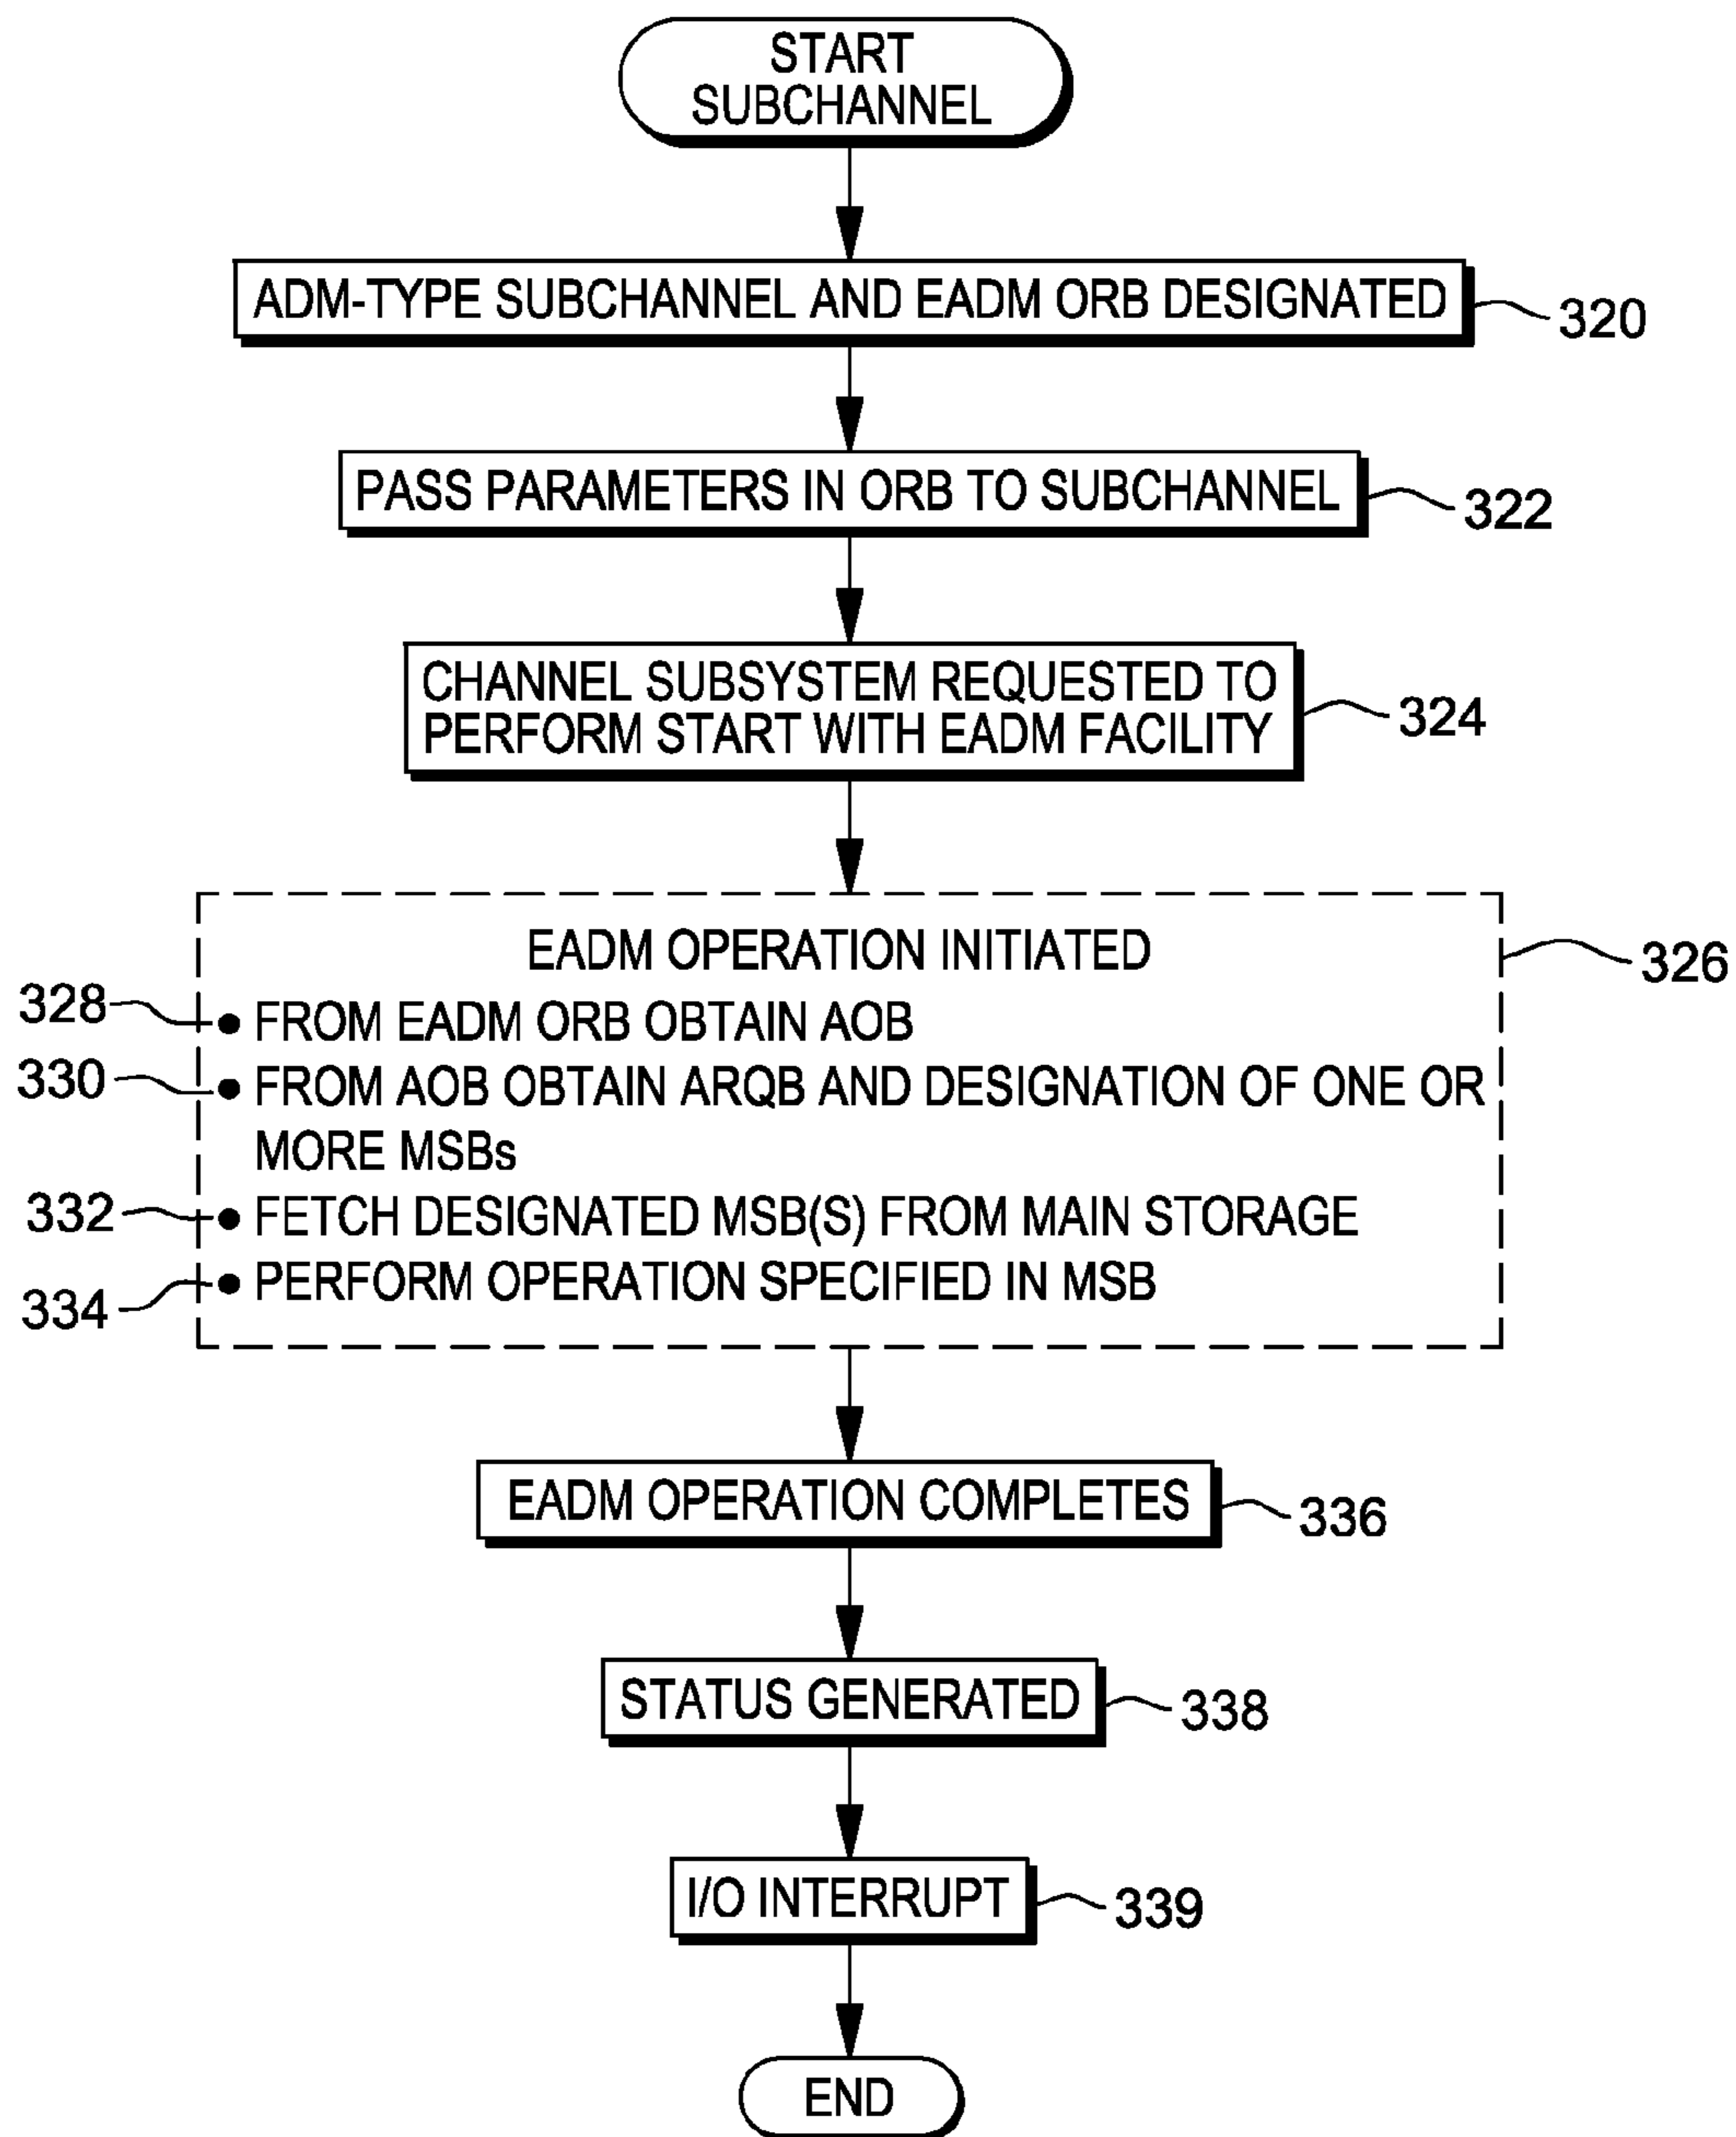 START
SUBCHANNEL
ADM-TYPE SUBCHANNEL AND EADM ORB DESIGNATED
320
PASS PARAMETERS IN ORB TO SUBCHANNEL
322
CHANNEL SUBSYSTEM REQUESTED TO
PERFORM START WITH EADM FACILITY
324
EADM OPERATION INITIATED
326
328
● FROM EADM ORB OBTAIN AOB
330
● FROM AOB OBTAIN ARQB AND DESIGNATION OF ONE OR
MORE MSBs
332
● FETCH DESIGNATED MSB(S) FROM MAIN STORAGE
334
● PERFORM OPERATION SPECIFIED IN MSB
EADM OPERATION COMPLETES
336
STATUS GENERATED
338
I/O INTERRUPT
339
END